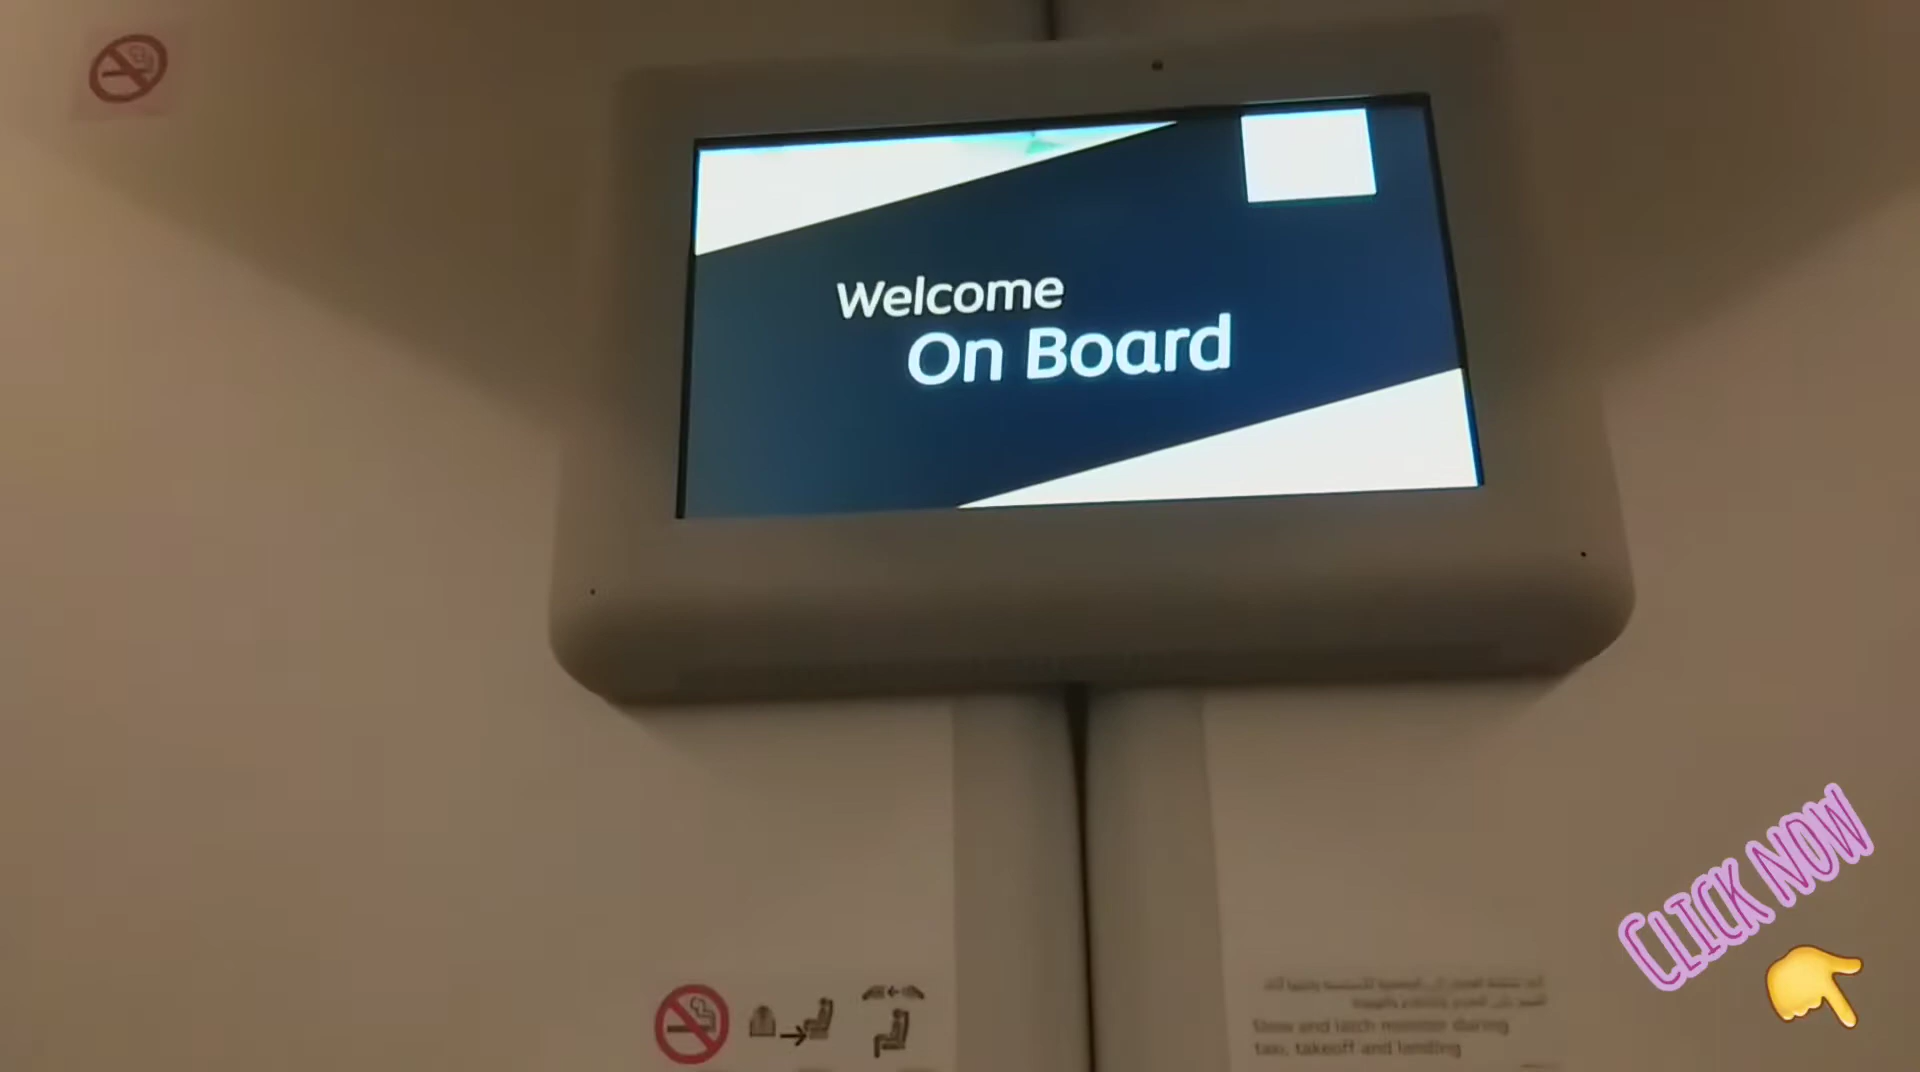 Welcome
On Board
CLICK NOW
Stow and latch monitor during
taxi, takeoff and landing